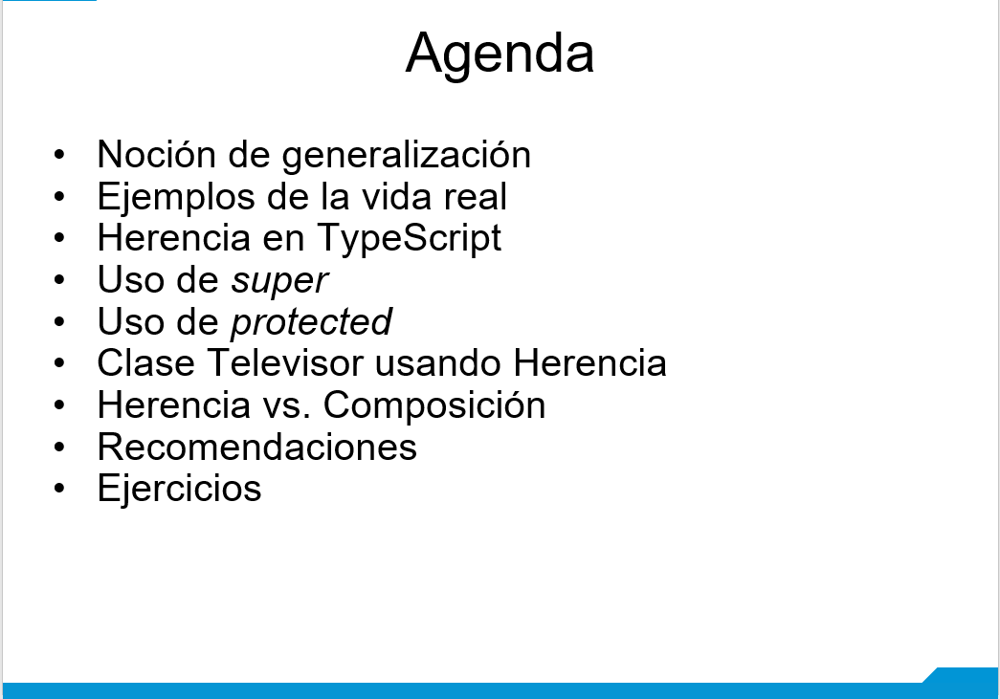 Agenda
• Noción de generalización
• Ejemplos de la vida real
• Herencia en TypeScript
• Uso de super
• Uso de protected
• Clase Televisor usando Herencia
• Herencia vs. Composición
• Recomendaciones
• Ejercicios